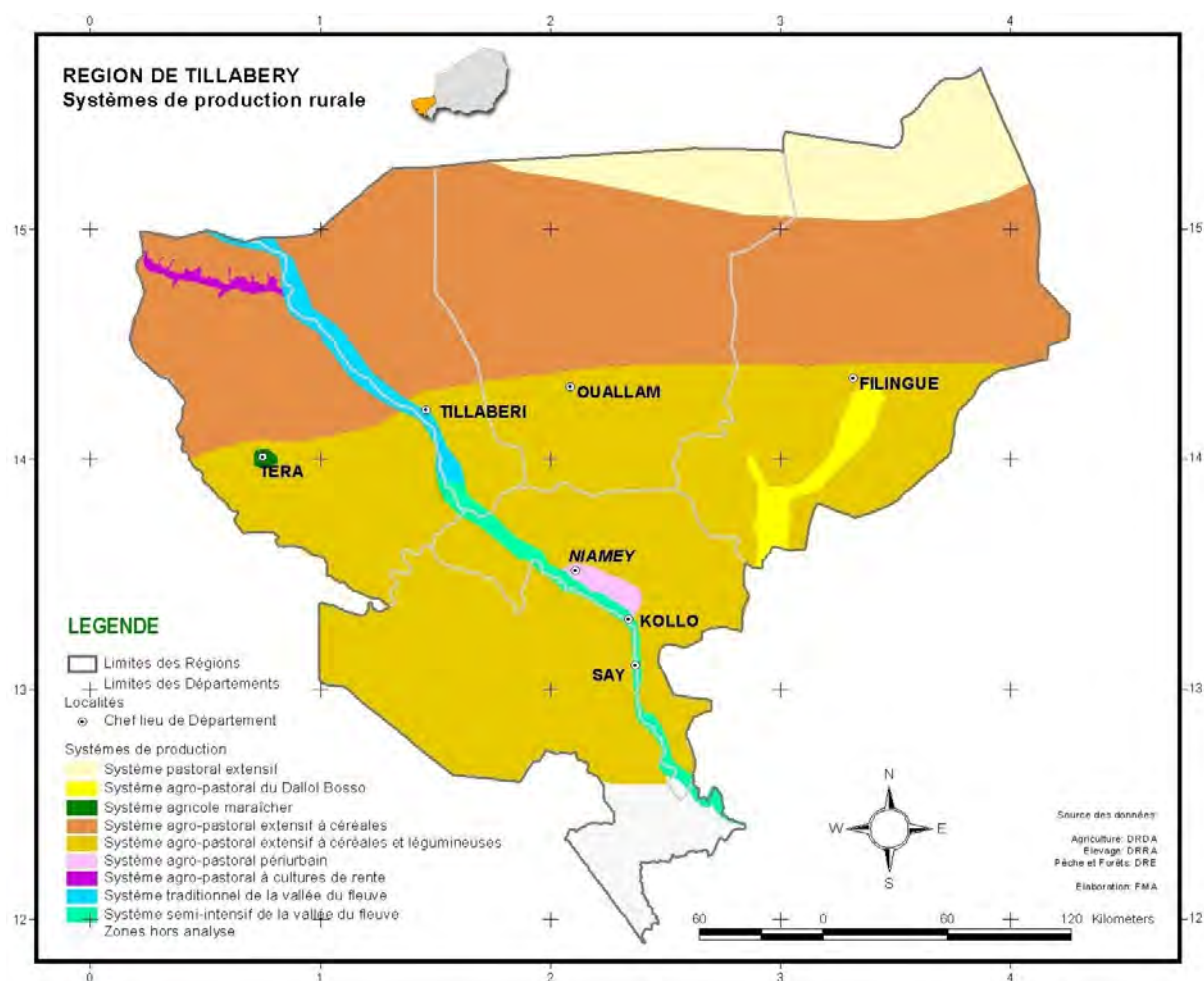 0 1 2 3 4
REGION DE TILLABERY
Systèmes de production rurale
15 15
OUALLAM
FILINGUE
TILLABERI
14 14
TERA
NIAMEY
KOLLO
SAY
13 13
LEGENDE
Limites des Régions
Limites des Départements
Localités
Chef lieu de Département
Systèmes de production
Système pastoral extensif
Système agro-pastoral du Dallol Bosso
Système agricole maraîcher
Système agro-pastoral extensif à céréales
Système agro-pastoral extensif à céréales et légumineuses
Système agro-pastoral périurbain
Système agro-pastoral à cultures de rente
Système traditionnel de la vallée du fleuve
Système semi-intensif de la vallée du fleuve
Zones hors analyse
N
W E
S
Source des données:
Agriculture: DRDA
Elevage: DRRA
Pêche et Forêts: DRE
Elaboration: FMA
12 12
60 0 60 120 Kilometers
0 1 2 3 4